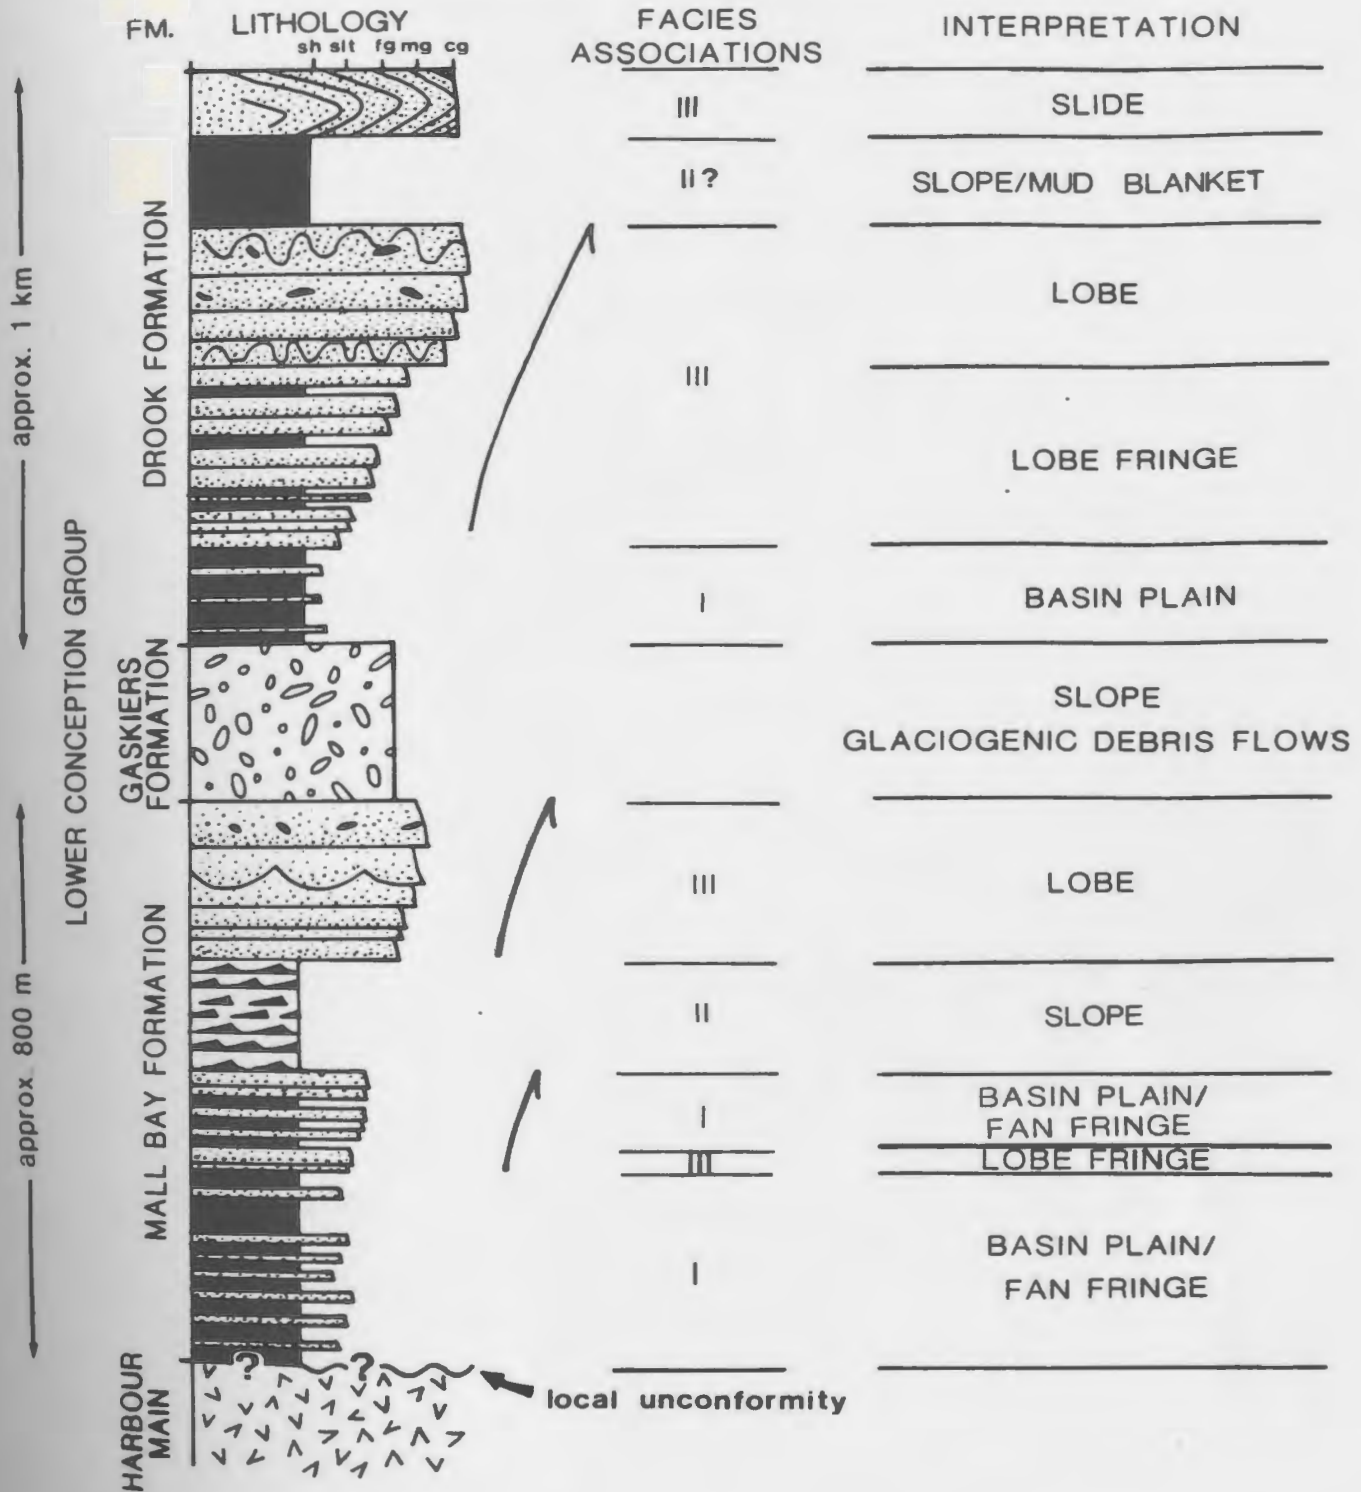 FM.
LITHOLOGY
sh slt fg mg cg
FACIES
ASSOCIATIONS
INTERPRETATION
III
SLIDE
II?
SLOPE/MUD BLANKET
LOBE
III
LOBE FRINGE
I
BASIN PLAIN
SLOPE
GLACIOGENIC DEBRIS FLOWS
III
LOBE
II
SLOPE
I
BASIN PLAIN/
FAN FRINGE
III
LOBE FRINGE
I
BASIN PLAIN/
FAN FRINGE
? ?
local unconformity
approx. 1 km
approx. 800 m
LOWER CONCEPTION GROUP
DROOK FORMATION
GASKIERS
FORMATION
MALL BAY FORMATION
HARBOUR
MAIN